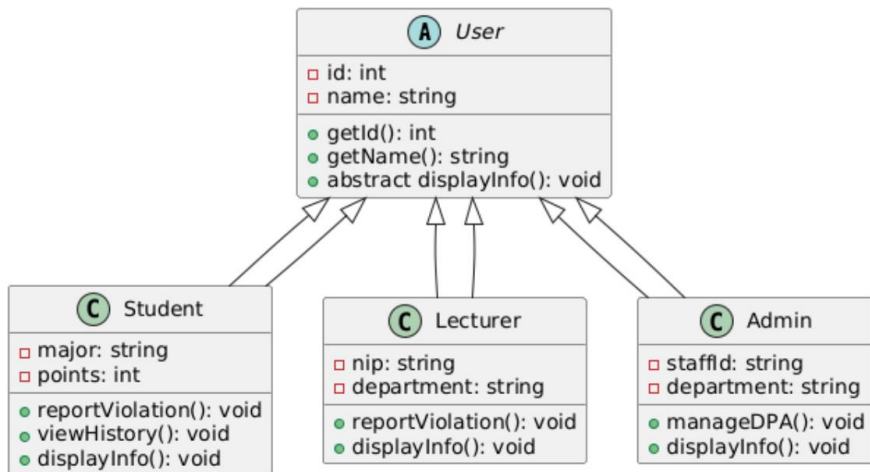 A User
id: int
name: string
getId(): int
getName(): string
abstract displayInfo(): void
C Student
major: string
points: int
reportViolation(): void
viewHistory(): void
displayInfo(): void
C Lecturer
nip: string
department: string
reportViolation(): void
displayInfo(): void
C Admin
staffId: string
department: string
manageDPA(): void
displayInfo(): void